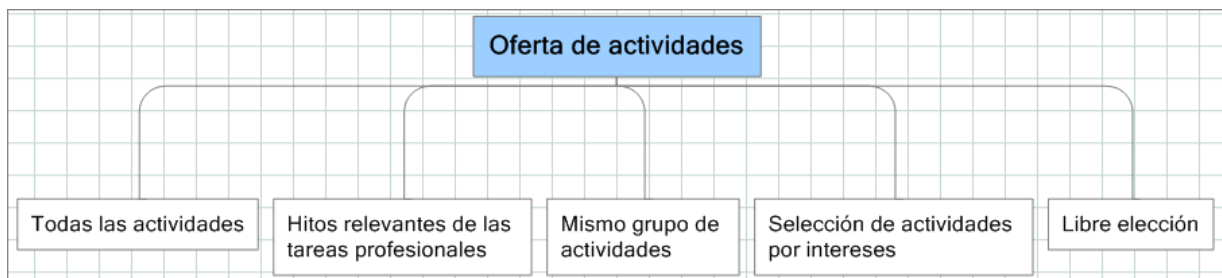 Oferta de actividades
Todas las actividades
Hitos relevantes de las
tareas profesionales
Mismo grupo de
actividades
Selección de actividades
por intereses
Libre elección